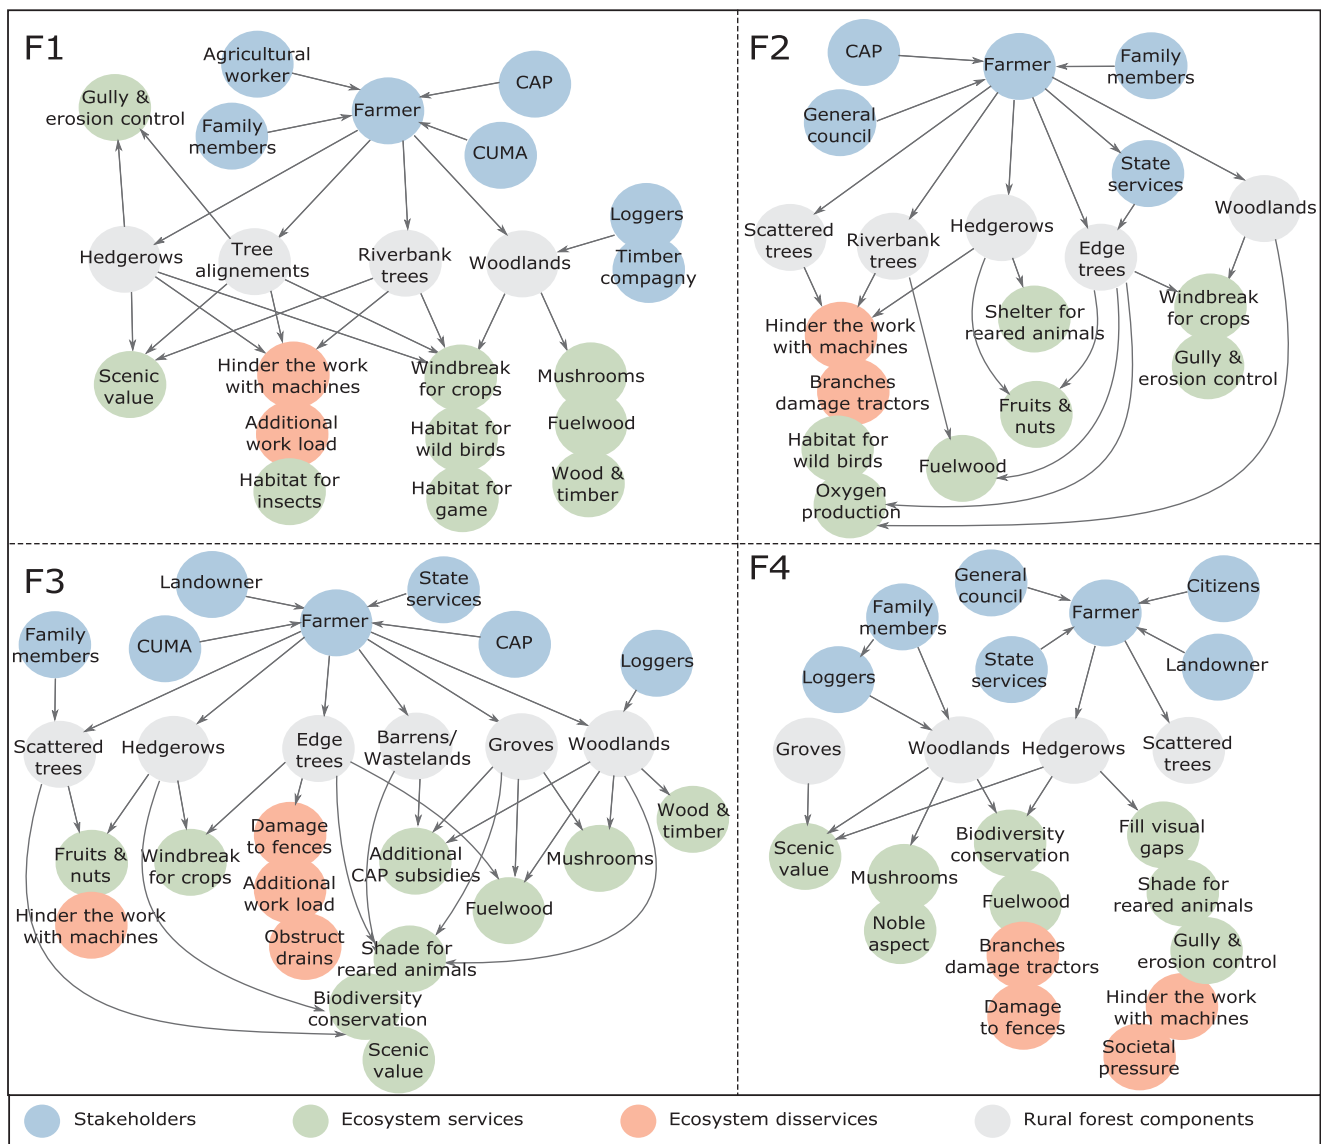 F1
Agricultural
worker
CAP
Gully &
erosion control
Farmer
Family
members
CUMA
Loggers
Timber
compagny
Hedgerows
Tree
alignements
Riverbank
trees
Woodlands
Scenic
value
Hinder the work
with machines
Additional
work load
Habitat for
insects
Windbreak
for crops
Habitat for
wild birds
Habitat for
game
Mushrooms
Fuelwood
Wood &
timber
F2
CAP
Farmer
Family
members
General
council
State
services
Woodlands
Scattered
trees
Riverbank
trees
Hedgerows
Edge
trees
Hinder the work
with machines
Branches
damage tractors
Habitat for
wild birds
Oxygen
production
Shelter for
reared animals
Fruits &
nuts
Fuelwood
Windbreak
for crops
Gully &
erosion control
F3
Landowner
State
services
Farmer
Family
members
CUMA
CAP
Loggers
Scattered
trees
Hedgerows
Edge
trees
Barrens/
Wastelands
Groves
Woodlands
Fruits &
nuts
Hinder the work
with machines
Windbreak
for crops
Damage
to fences
Additional
work load
Obstruct
drains
Additional
CAP subsidies
Fuelwood
Mushrooms
Wood &
timber
Shade for
reared animals
Biodiversity
conservation
Scenic
value
F4
General
council
Citizens
Family
members
Farmer
Loggers
State
services
Landowner
Groves
Woodlands
Hedgerows
Scattered
trees
Scenic
value
Mushrooms
Noble
aspect
Biodiversity
conservation
Fuelwood
Branches
damage tractors
Damage
to fences
Fill visual
gaps
Shade for
reared animals
Gully &
erosion control
Hinder the work
with machines
Societal
pressure
Stakeholders
Ecosystem services
Ecosystem disservices
Rural forest components